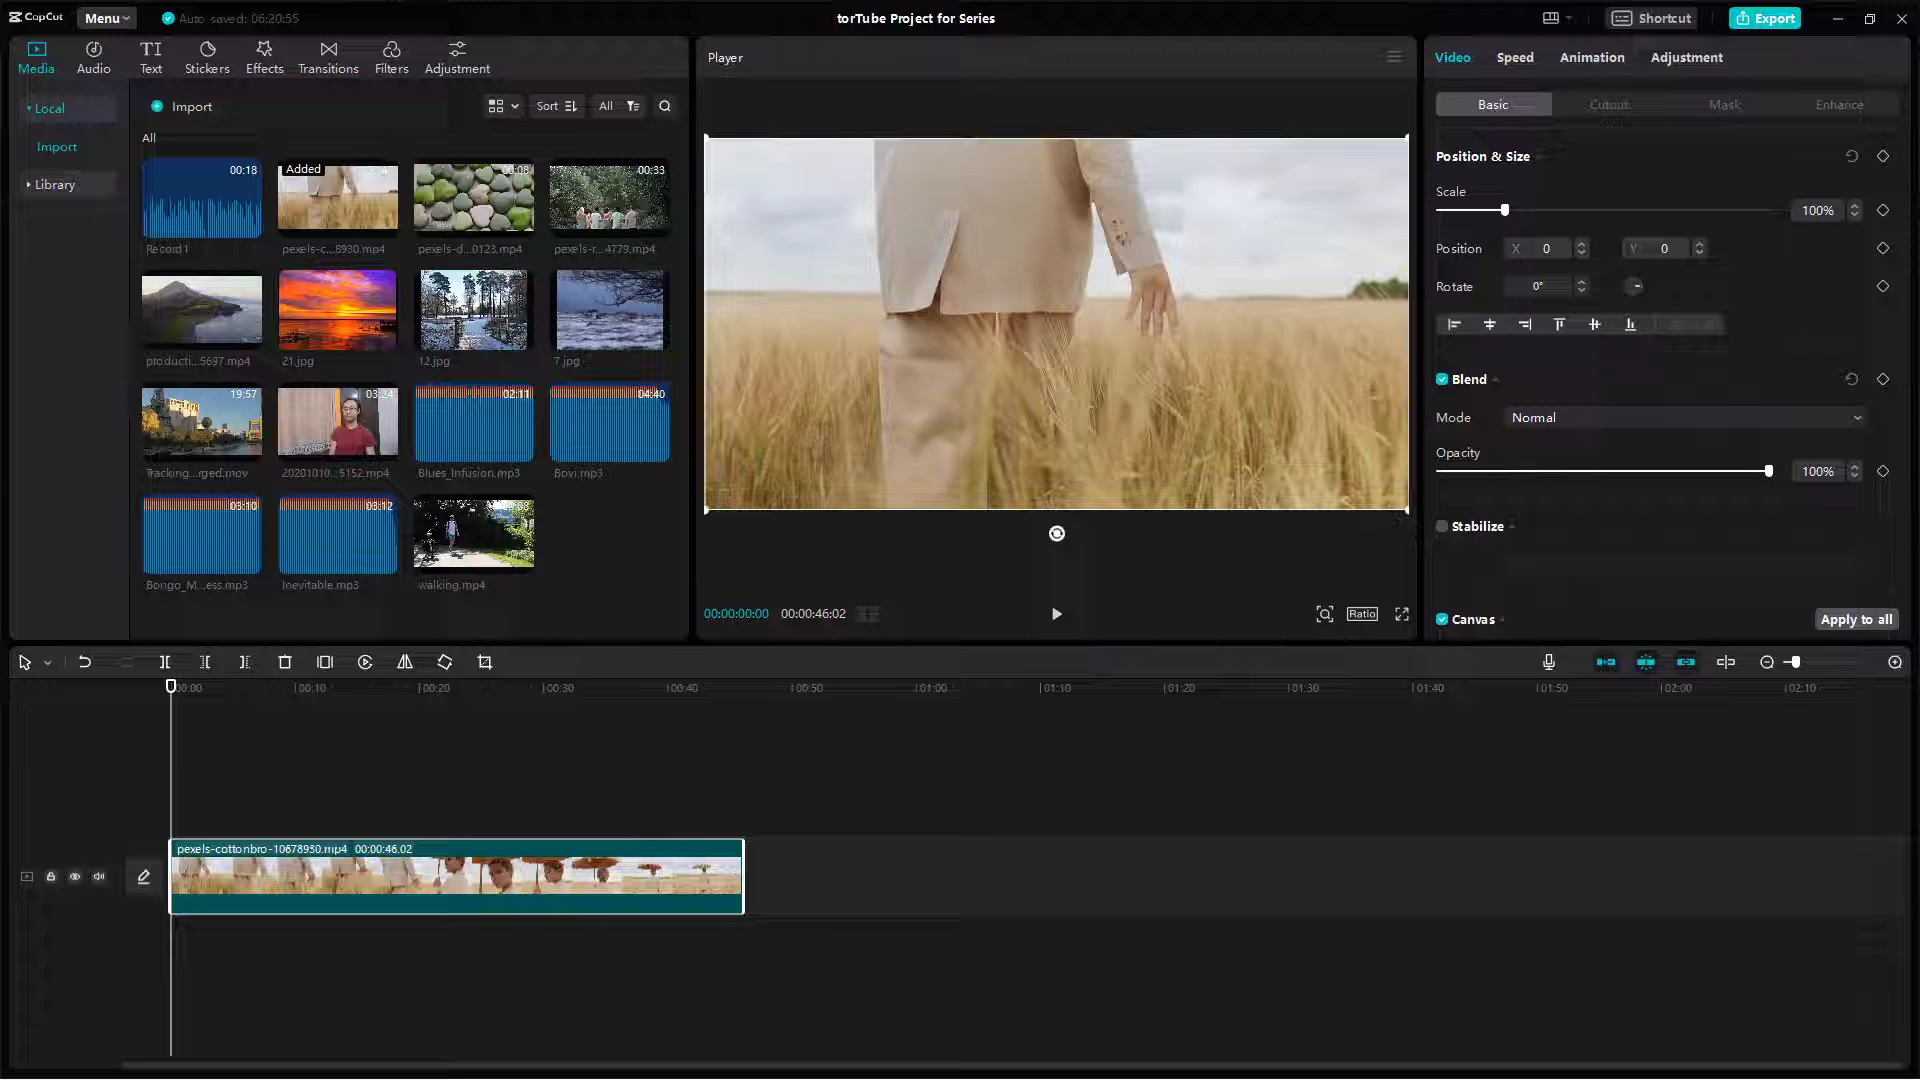 CapCut
Menu
Auto saved: 06:20:55
torTube Project for Series
Shortcut
Export
Media
Audio
Text
Stickers
Effects
Transitions
Filters
Adjustment
Local
Import
Library
Import
Sort
All
All
00:18
Record1
Added
pexels-c...8930.mp4
00:08
pexels-d...0123.mp4
00:33
pexels-r...4779.mp4
producti...5697.mp4
21.jpg
12.jpg
7.jpg
19:57
Tracking...rged.mov
03:24
20201010...5152.mp4
02:11
Blues_Infusion.mp3
04:40
Bovi.mp3
03:10
Bongo_M...ess.mp3
03:12
Inevitable.mp3
walking.mp4
Player
00:00:00:00
00:00:46:02
Ratio
Video
Speed
Animation
Adjustment
Basic
Cutout
Mask
Enhance
Position & Size
Scale
100%
Position
X 0
Y 0
Rotate
0°
Blend
Mode
Normal
Opacity
100%
Stabilize
Canvas
Apply to all
00:00
00:10
00:20
00:30
00:40
00:50
01:00
01:10
01:20
01:30
01:40
01:50
02:00
02:10
pexels-cottonbro-10678930.mp4 00:00:46:02